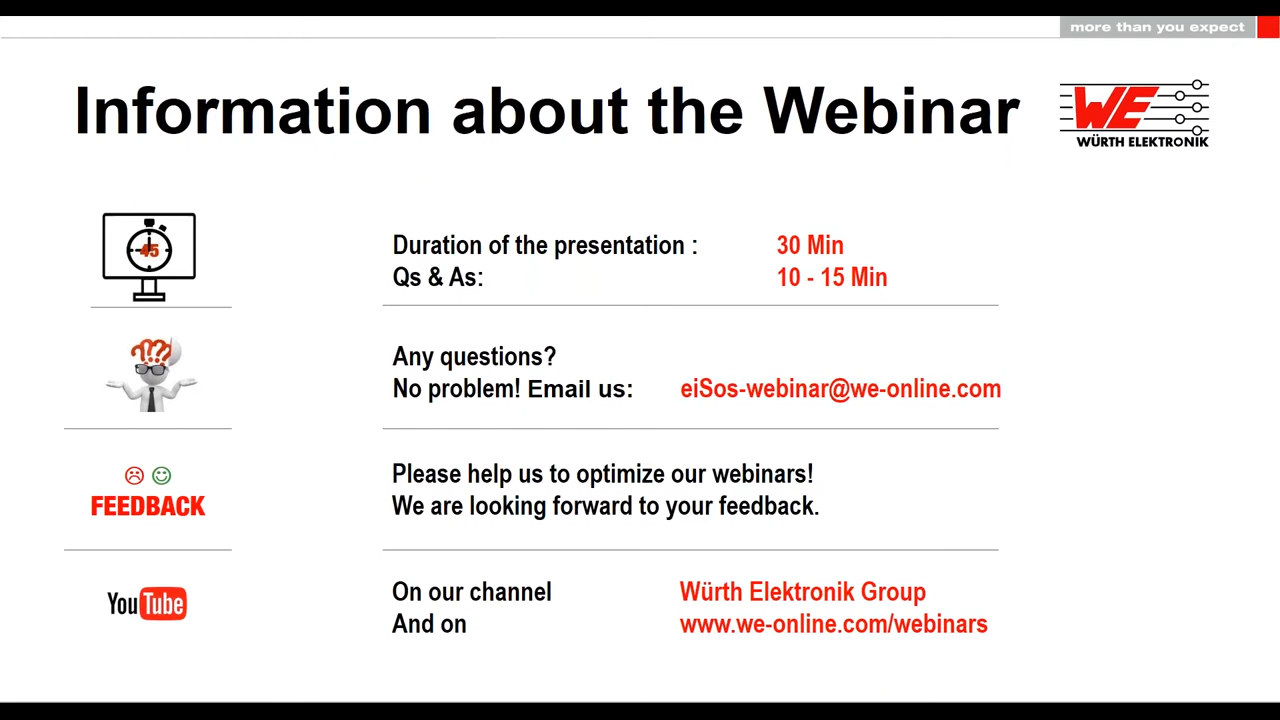 more than you expect
Information about the Webinar
WE
WÜRTH ELEKTRONIK
45
Duration of the presentation : 30 Min
Qs & As: 10 - 15 Min
???
Any questions?
No problem! Email us: eiSos-webinar@we-online.com
FEEDBACK
Please help us to optimize our webinars!
We are looking forward to your feedback.
YouTube
On our channel Würth Elektronik Group
And on www.we-online.com/webinars